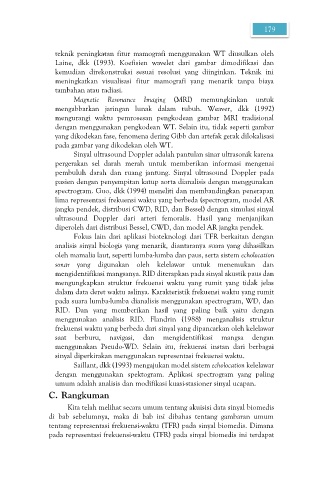 179
teknik peningkatan fitur mamografi menggunakan WT diusulkan oleh
Laine, dkk (1993). Koefisien wavelet dari gambar dimodifikasi dan
kemudian direkonstruksi sesuai resolusi yang diinginkan. Teknik ini
meningkatkan visualisasi fitur mamografi yang menarik tanpa biaya
tambahan atau radiasi.
Magnetic Resonance Imaging (MRI) memungkinkan untuk
menggabarkan jaringan lunak dalam tubuh. Weaver, dkk (1992)
mengurangi waktu pemrosesan pengkodean gambar MRI tradisional
dengan menggunakan pengkodean WT. Selain itu, tidak seperti gambar
yang dikodekan fase, fenomena dering Gibb dan artefak gerak dilokalisasi
pada gambar yang dikodekan oleh WT.
Sinyal ultrasound Doppler adalah pantulan sinar ultrasonik karena
pergerakan sel darah merah untuk memberikan informasi mengenai
pembuluh darah dan ruang jantung. Sinyal ultrasound Doppler pada
pasien dengan penyempitan katup aorta dianalisis dengan menggunakan
spectrogram. Guo, dkk (1994) meneliti dan membandingkan penerapan
lima representasi frekuensi waktu yang berbeda (spectrogram, model AR
jangka pendek, distribusi CWD, RID, dan Bessel) dengan simulasi sinyal
ultrasound Doppler dari arteri femoralis. Hasil yang menjanjikan
diperoleh dari distribusi Bessel, CWD, dan model AR jangka pendek.
Fokus lain dari aplikasi bioteknologi dari TFR berkaitan dengan
analisis sinyal biologis yang menarik, diantaranya suara yang dihasilkan
oleh mamalia laut, seperti lumba-lumba dan paus, serta sistem echolocation
sonar yang digunakan oleh kelelawar untuk menemukan dan
mengidentifikasi mangsanya. RID diterapkan pada sinyal akustik paus dan
mengungkapkan struktur frekuensi waktu yang rumit yang tidak jelas
dalam data deret waktu aslinya. Karakteristik frekuensi waktu yang rumit
pada suara lumba-lumba dianalisis menggunakan spectrogram, WD, dan
RID. Dan yang memberikan hasil yang paling baik yaitu dengan
menggunakan analisis RID. Flandrin (1988) menganalisis struktur
frekuensi waktu yang berbeda dari sinyal yang dipancarkan oleh kelelawar
saat berburu, navigasi, dan mengidentifikasi mangsa dengan
menggunakan Pseudo-WD. Selain itu, frekuensi instan dari berbagai
sinyal diperkirakan menggunakan representasi frekuensi waktu.
Saillant, dkk (1993) mengajukan model sistem echolocation kelelawar
dengan menggunakan spektogram. Aplikasi spectrogram yang paling
umum adalah analisis dan modifikasi kuasi-stasioner sinyal ucapan.
C. Rangkuman
Kita telah melihat secara umum tentang akuisisi data sinyal biomedis
di bab sebelumnya, maka di bab ini dibahas tentang gambaran umum
tentang representasi frekuensi-waktu (TFR) pada sinyal biomedis. Dimana
pada representasi frekuensi-waktu (TFR) pada sinyal biomedis ini terdapat